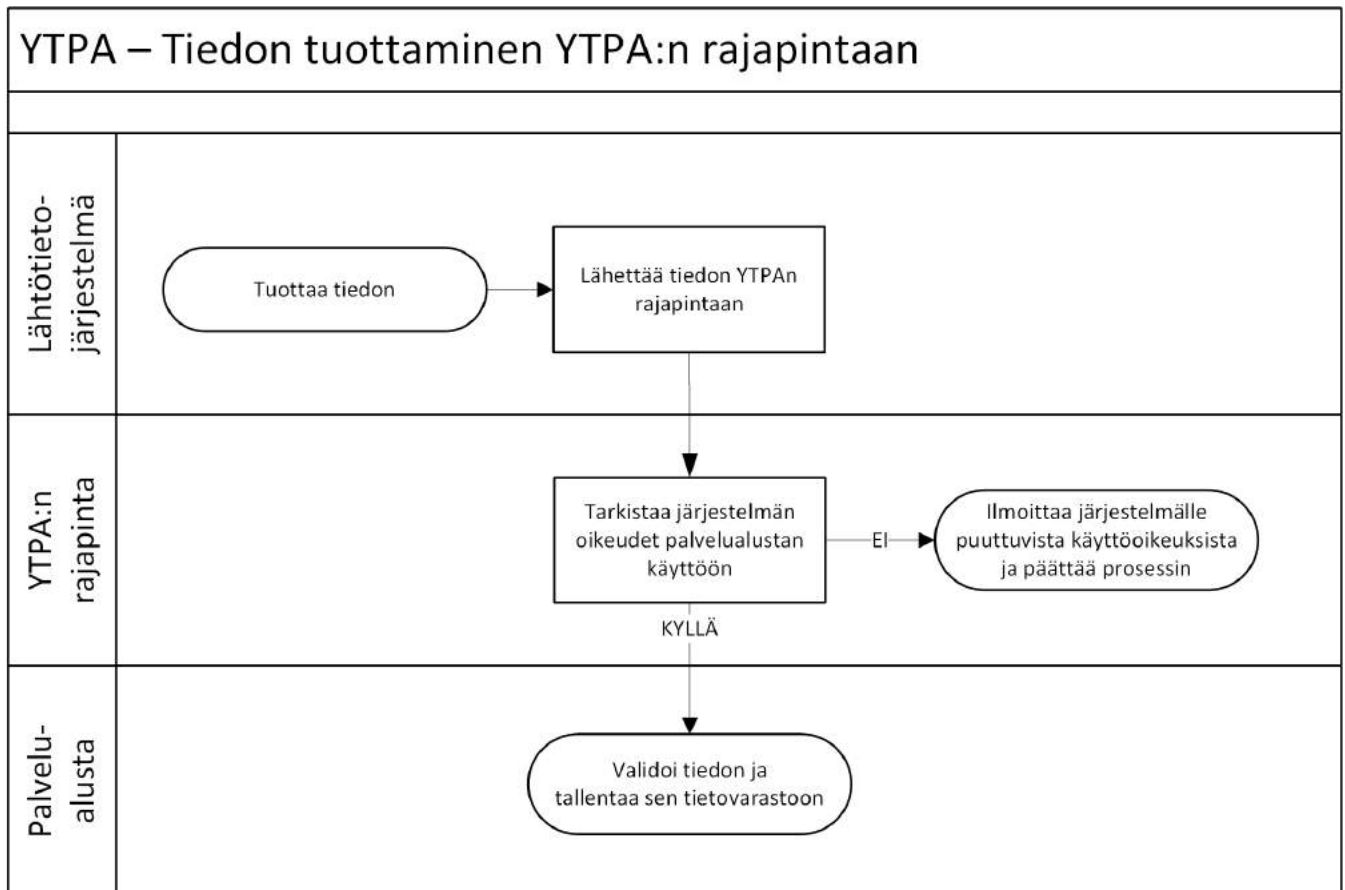 YTPA – Tiedon tuottaminen YTPA:n rajapintaan
Lähtötieto-
järjestelmä
Tuottaa tiedon
Lähettää tiedon YTPAn
rajapintaan
YTPA:n
rajapinta
Tarkistaa järjestelmän
oikeudet palvelualustan
käyttöön
EI
Ilmoittaa järjestelmälle
puuttuvista käyttöoikeuksista
ja päättää prosessin
KYLLÄ
Palvelu-
alusta
Validoi tiedon ja
tallentaa sen tietovarastoon